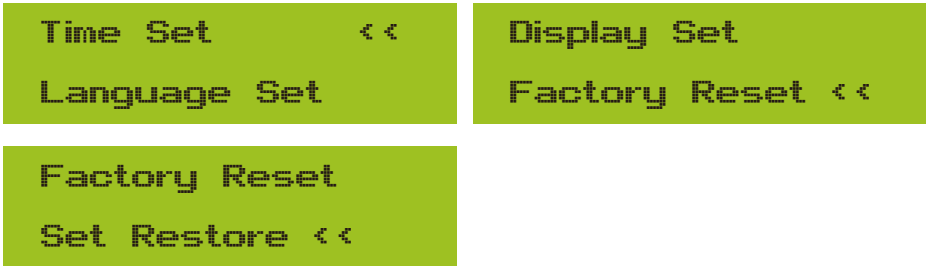 Time Set <<
Language Set
Display Set
Factory Reset <<
Factory Reset
Set Restore <<